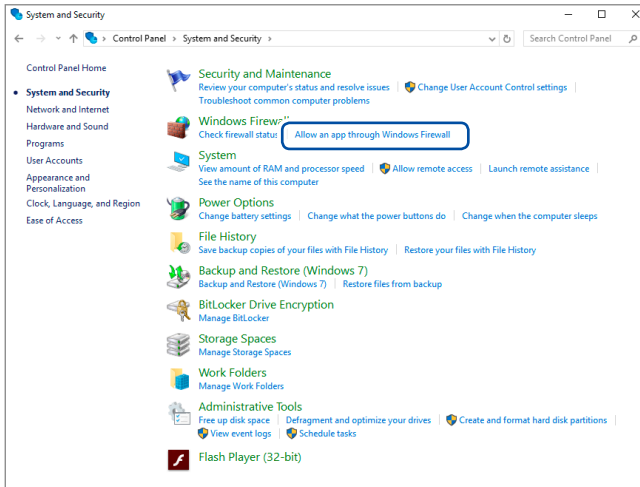 System and Security
Control Panel > System and Security >
Search Control Panel
Control Panel Home
System and Security
Network and Internet
Hardware and Sound
Programs
User Accounts
Appearance and
Personalization
Clock, Language, and Region
Ease of Access
Security and Maintenance
Review your computer's status and resolve issues Change User Account Control settings
Troubleshoot common computer problems
Windows Firewall
Check firewall status Allow an app through Windows Firewall
System
View amount of RAM and processor speed Allow remote access Launch remote assistance
See the name of this computer
Power Options
Change battery settings Change what the power buttons do Change when the computer sleeps
File History
Save backup copies of your files with File History Restore your files with File History
Backup and Restore (Windows 7)
Backup and Restore (Windows 7) Restore files from backup
BitLocker Drive Encryption
Manage BitLocker
Storage Spaces
Manage Storage Spaces
Work Folders
Manage Work Folders
Administrative Tools
Free up disk space Defragment and optimize your drives Create and format hard disk partitions
View event logs Schedule tasks
Flash Player (32-bit)